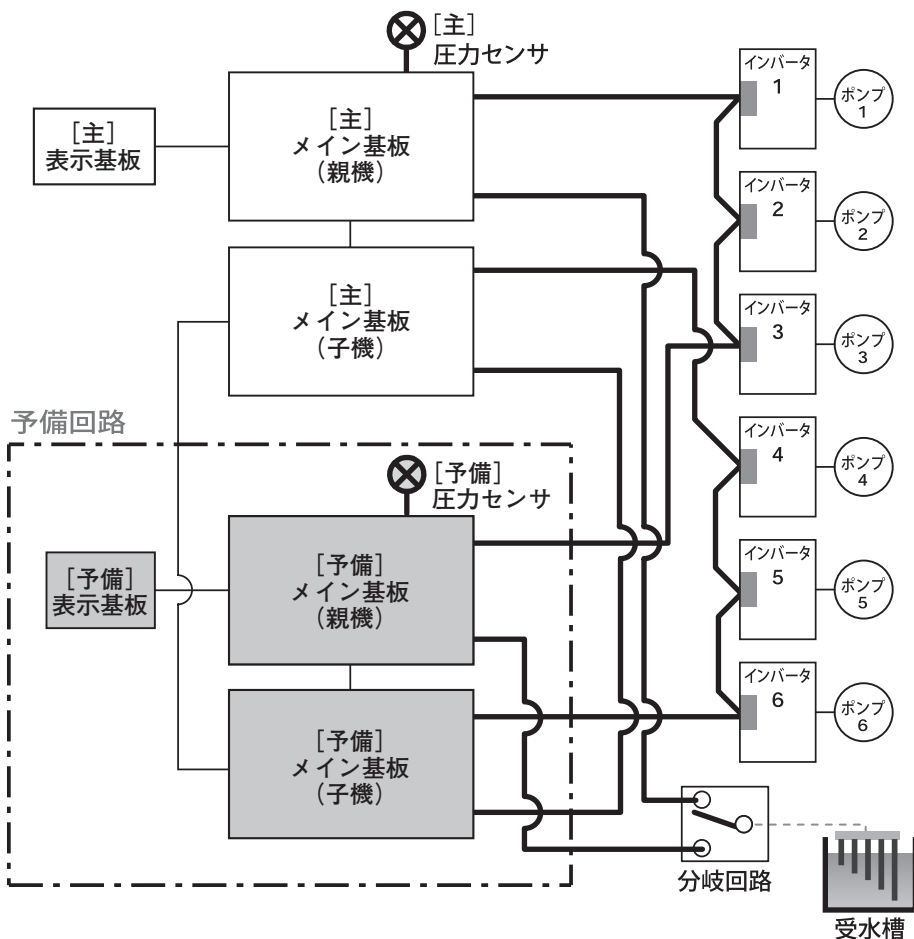 ［主］
圧力センサ
［主］
表示基板
［主］
メイン基板
（親機）
［主］
メイン基板
（子機）
予備回路
［予備］
圧力センサ
［予備］
表示基板
［予備］
メイン基板
（親機）
［予備］
メイン基板
（子機）
インバータ
1
ポンプ
1
インバータ
2
ポンプ
2
インバータ
3
ポンプ
3
インバータ
4
ポンプ
4
インバータ
5
ポンプ
5
インバータ
6
ポンプ
6
分岐回路
受水槽